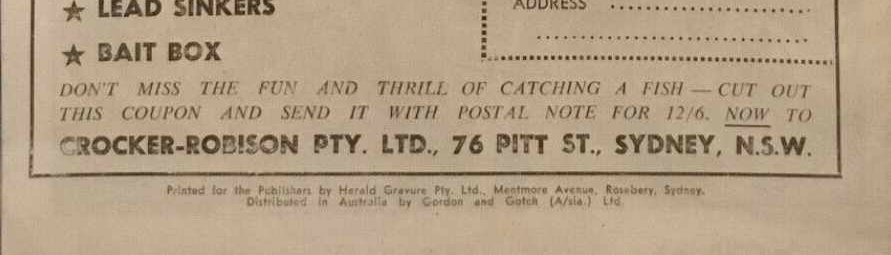 ★ LEAD SINKERS
ADDRESS ........................................
........................................
★ BAIT BOX
DON'T MISS THE FUN AND THRILL OF CATCHING A FISH — CUT OUT
THIS COUPON AND SEND IT WITH POSTAL NOTE FOR 12/6. NOW TO
CROCKER-ROBISON PTY. LTD., 76 PITT ST., SYDNEY, N.S.W.
Printed for the Publishers by Herald Gravure Pty. Ltd., Mentmore Avenue, Rosebery, Sydney.
Distributed in Australia by Gordon and Gotch (A/sia.) Ltd.